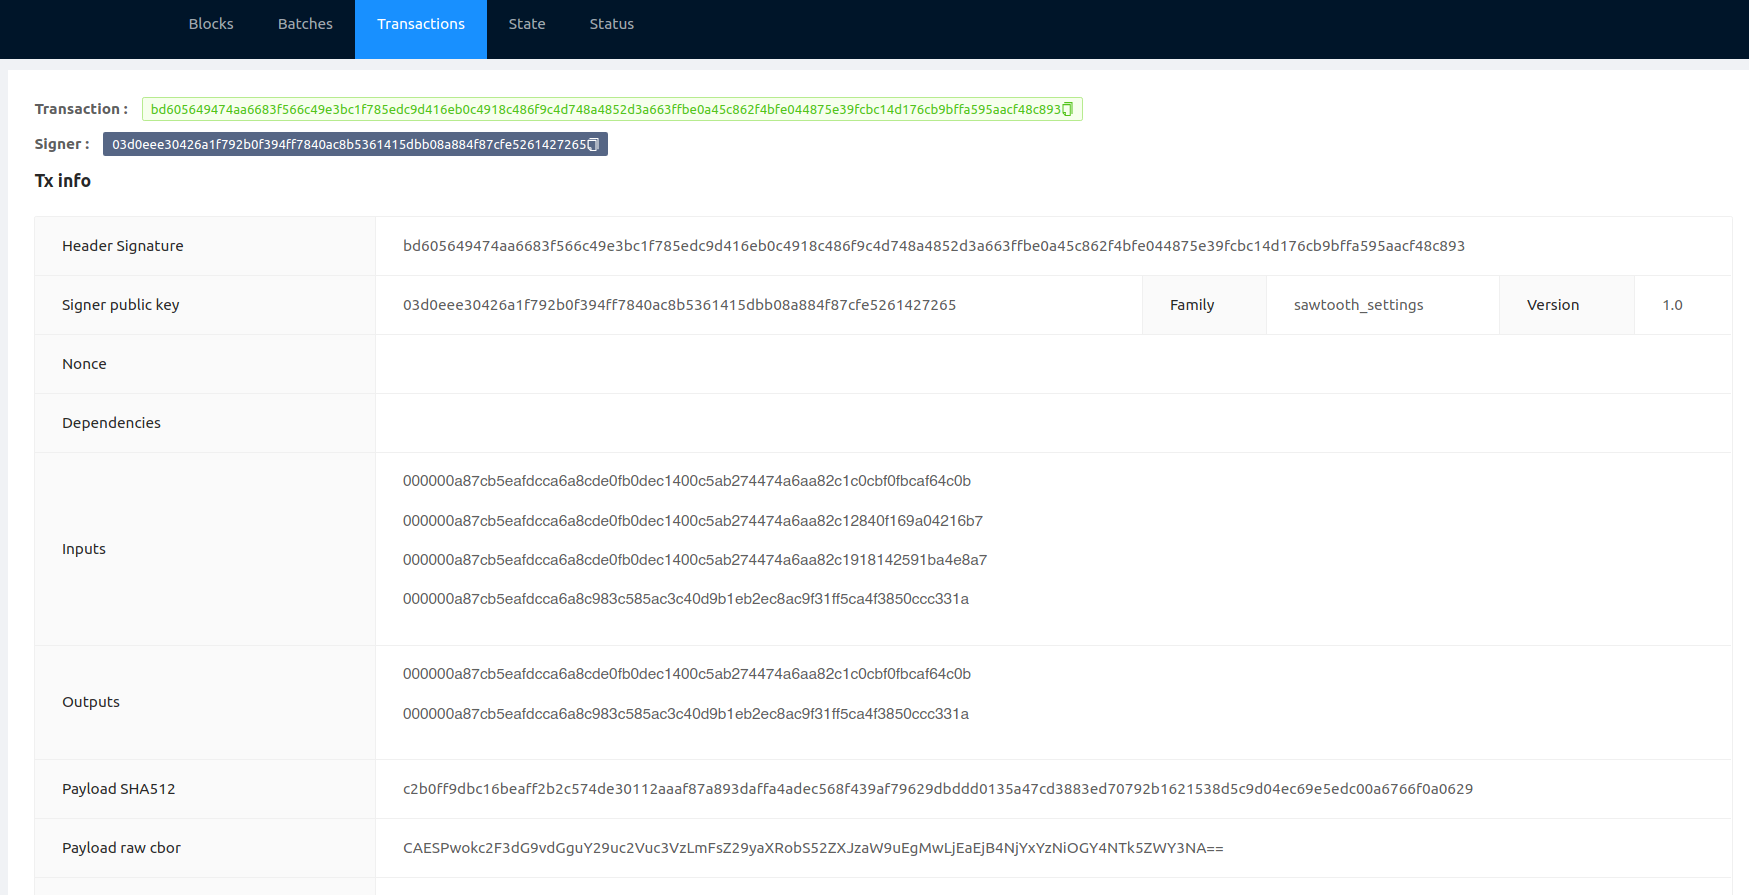 Blocks Batches Transactions State Status
Transaction : bd605649474aa6683f566c49e3bc1f785edc9d416eb0c4918c486f9c4d748a4852d3a663ffbe0a45c862f4bfe044875e39fcbc14d176cb9bffa595aacf48c893
Signer : 03d0eee30426a1f792b0f394ff7840ac8b5361415dbb08a884f87cfe5261427265
Tx info
Header Signature bd605649474aa6683f566c49e3bc1f785edc9d416eb0c4918c486f9c4d748a4852d3a663ffbe0a45c862f4bfe044875e39fcbc14d176cb9bffa595aacf48c893
Signer public key 03d0eee30426a1f792b0f394ff7840ac8b5361415dbb08a884f87cfe5261427265 Family sawtooth_settings Version 1.0
Nonce
Dependencies
Inputs
000000a87cb5eafdcca6a8cde0fb0dec1400c5ab274474a6aa82c1c0cbf0fbcaf64c0b
000000a87cb5eafdcca6a8cde0fb0dec1400c5ab274474a6aa82c12840f169a04216b7
000000a87cb5eafdcca6a8cde0fb0dec1400c5ab274474a6aa82c1918142591ba4e8a7
000000a87cb5eafdcca6a8c983c585ac3c40d9b1eb2ec8ac9f31ff5ca4f3850ccc331a
Outputs
000000a87cb5eafdcca6a8cde0fb0dec1400c5ab274474a6aa82c1c0cbf0fbcaf64c0b
000000a87cb5eafdcca6a8c983c585ac3c40d9b1eb2ec8ac9f31ff5ca4f3850ccc331a
Payload SHA512 c2b0ff9dbc16beaff2b2c574de30112aaaf87a893daffa4adec568f439af79629dbddd0135a47cd3883ed70792b1621538d5c9d04ec69e5edc00a6766f0a0629
Payload raw cbor CAESPwokc2F3dG9vdGguY29uc2Vuc3VzLmFsZ29yaXRobS52ZXJzaW9uEgMwLjEaEjB4NjYxYzNiOGY4NTk5ZWY3NA==